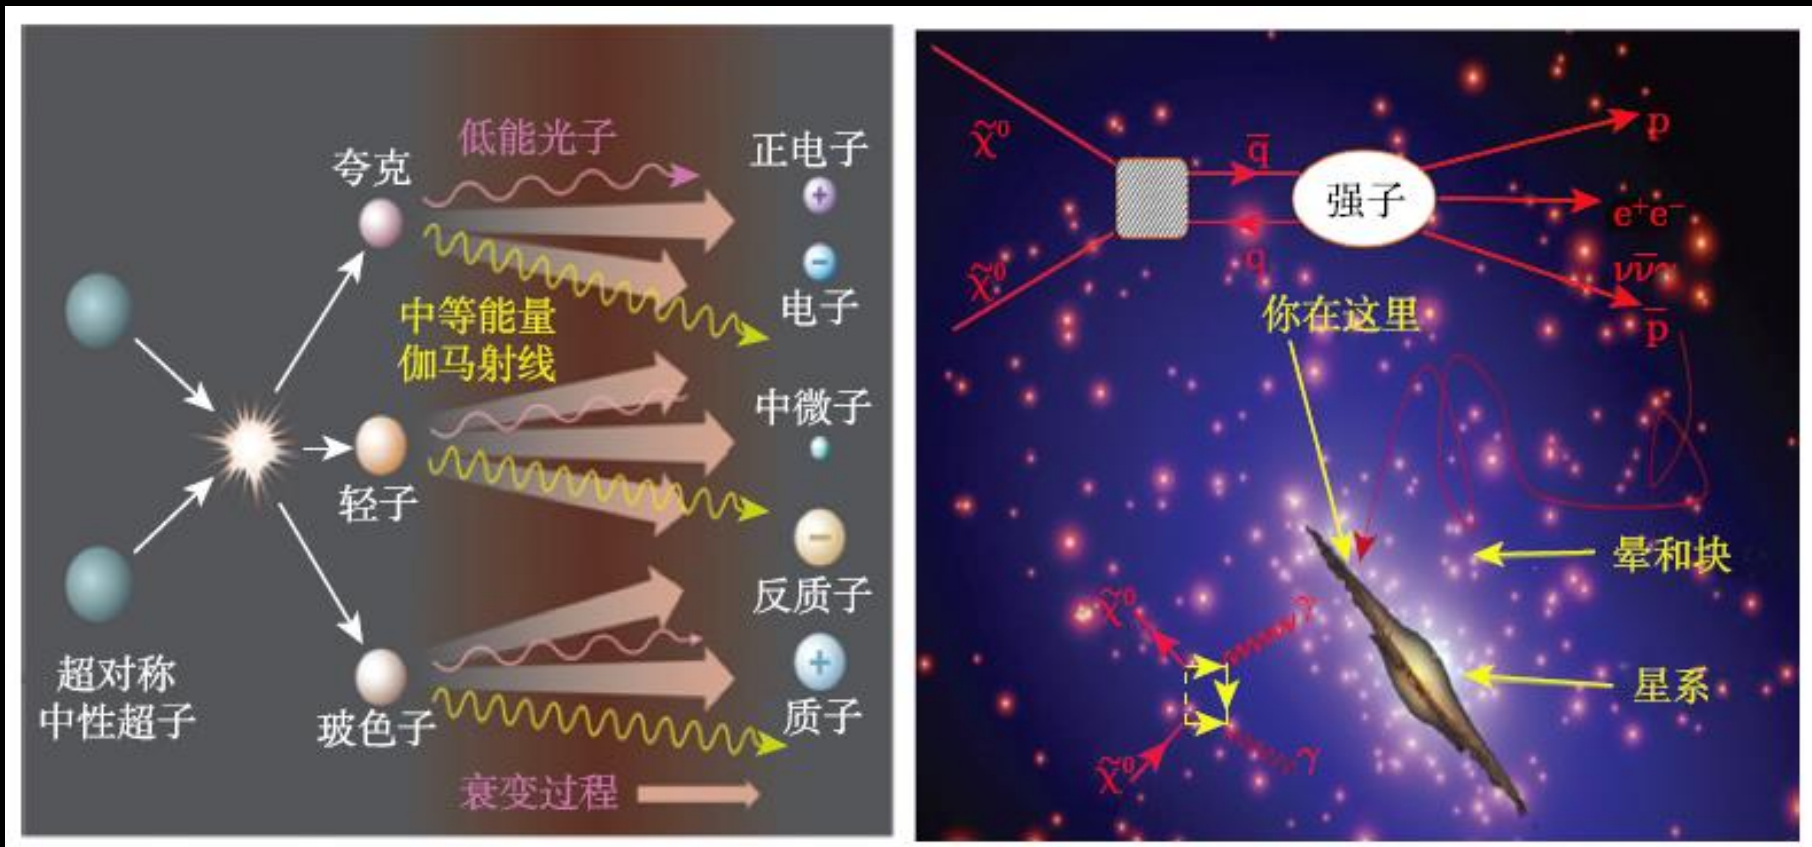 低能光子
正电子
夸克
电子
中等能量
伽马射线
中微子
轻子
反质子
超对称
中性超子
玻色子
质子
衰变过程
χ̃⁰
q̄
强子
p
e⁺e⁻
χ̃⁰
q
νν̄γ
p̄
你在这里
晕和块
χ̃⁰
γ
星系
χ̃⁰
γ